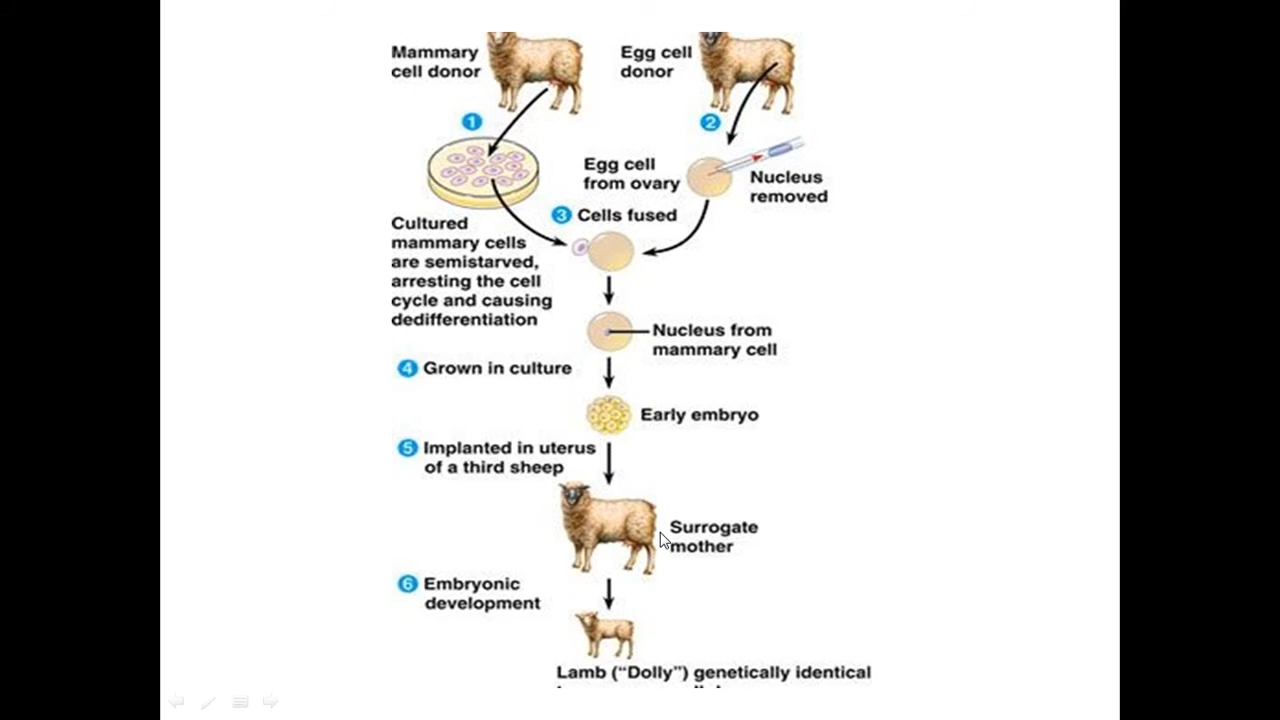 Mammary
cell donor
Egg cell
donor
1
2
Egg cell
from ovary
Nucleus
removed
3 Cells fused
Cultured
mammary cells
are semistarved,
arresting the cell
cycle and causing
dedifferentiation
Nucleus from
mammary cell
4 Grown in culture
Early embryo
5 Implanted in uterus
of a third sheep
Surrogate
mother
6 Embryonic
development
Lamb (“Dolly”) genetically identical